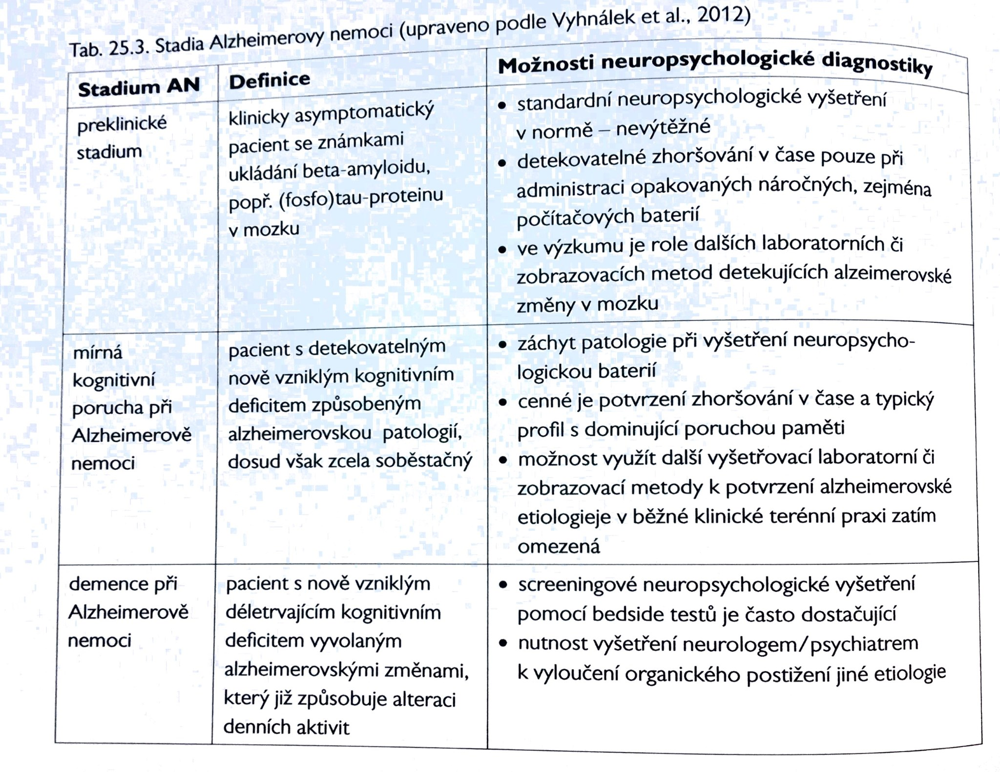 Tab. 25.3. Stadia Alzheimerovy nemoci (upraveno podle Vyhnálek et al., 2012)
Stadium AN
Definice
Možnosti neuropsychologické diagnostiky
preklinické
stadium
klinicky asymptomatický
pacient se známkami
ukládání beta-amyloidu,
popř. (fosfo)tau-proteinu
v mozku
• standardní neuropsychologické vyšetření
v normě – nevýtěžné
• detekovatelné zhoršování v čase pouze při
administraci opakovaných náročných, zejména
počítačových baterií
• ve výzkumu je role dalších laboratorních či
zobrazovacích metod detekujících alzeimerovské
změny v mozku
mírná
kognitivní
porucha při
Alzheimerově
nemoci
pacient s detekovatelným
nově vzniklým kognitivním
deficitem způsobeným
alzheimerovskou patologií,
dosud však zcela soběstačný
• záchyt patologie při vyšetření neuropsycho-
logickou baterií
• cenné je potvrzení zhoršování v čase a typický
profil s dominující poruchou paměti
• možnost využít další vyšetřovací laboratorní či
zobrazovací metody k potvrzení alzheimerovské
etiologieje v běžné klinické terénní praxi zatím
omezená
demence při
Alzheimerově
nemoci
pacient s nově vzniklým
déletrvajícím kognitivním
deficitem vyvolaným
alzheimerovskými změnami,
který již způsobuje alteraci
denních aktivit
• screeningové neuropsychologické vyšetření
pomocí bedside testů je často dostačující
• nutnost vyšetření neurologem/psychiatrem
k vyloučení organického postižení jiné etiologie